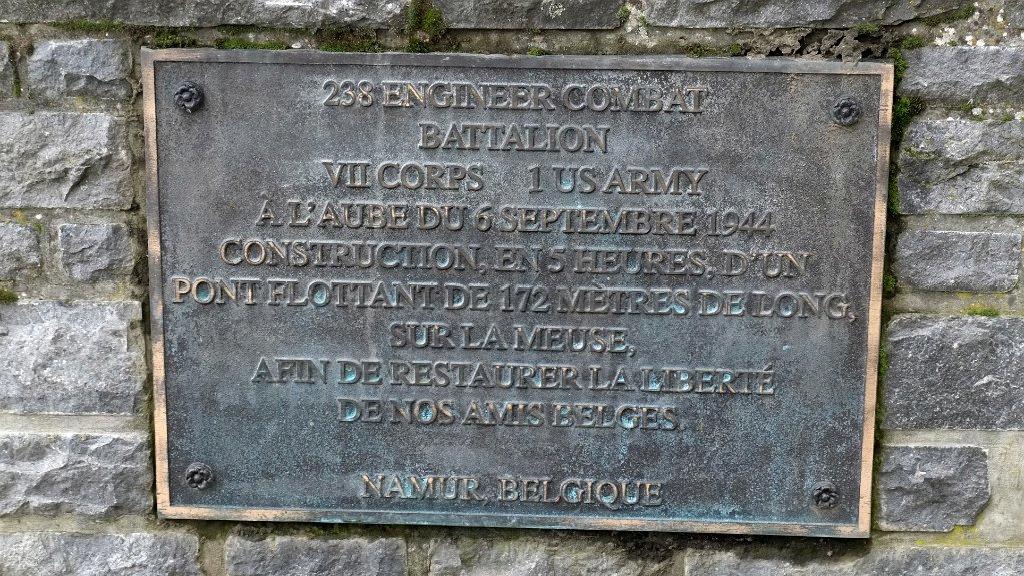 238 ENGINEER COMBAT
BATTALION
VII CORPS 1 US ARMY
À L'AUBE DU 6 SEPTEMBRE 1944
CONSTRUCTION, EN 5 HEURES, D'UN
PONT FLOTTANT DE 172 MÈTRES DE LONG,
SUR LA MEUSE,
AFIN DE RESTAURER LA LIBERTÉ
DE NOS AMIS BELGES.
NAMUR, BELGIQUE